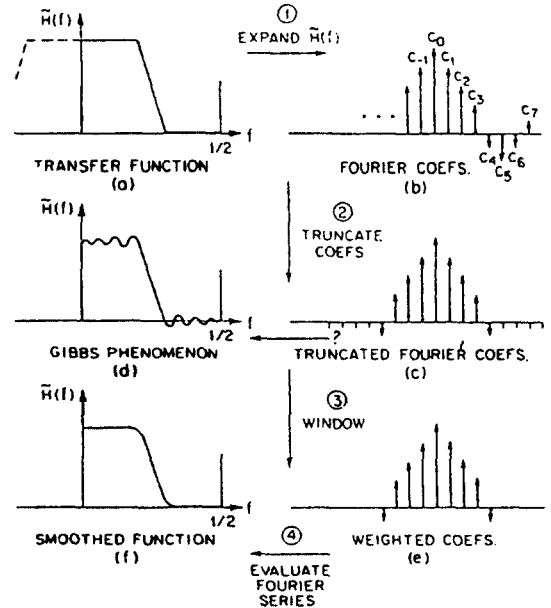 H̃(f)
f
1/2
TRANSFER FUNCTION
(a)
①
EXPAND H̃(f)
C₋₁
C₀
C₁
C₂
C₃
C₄
C₅
C₆
C₇
. . .
FOURIER COEFS.
(b)
②
TRUNCATE
COEFS
H̃(f)
f
1/2
GIBBS PHENOMENON
(d)
?
TRUNCATED FOURIER COEFS.
(c)
③
WINDOW
H̃(f)
f
1/2
SMOOTHED FUNCTION
(f)
④
EVALUATE
FOURIER
SERIES
WEIGHTED COEFS.
(e)